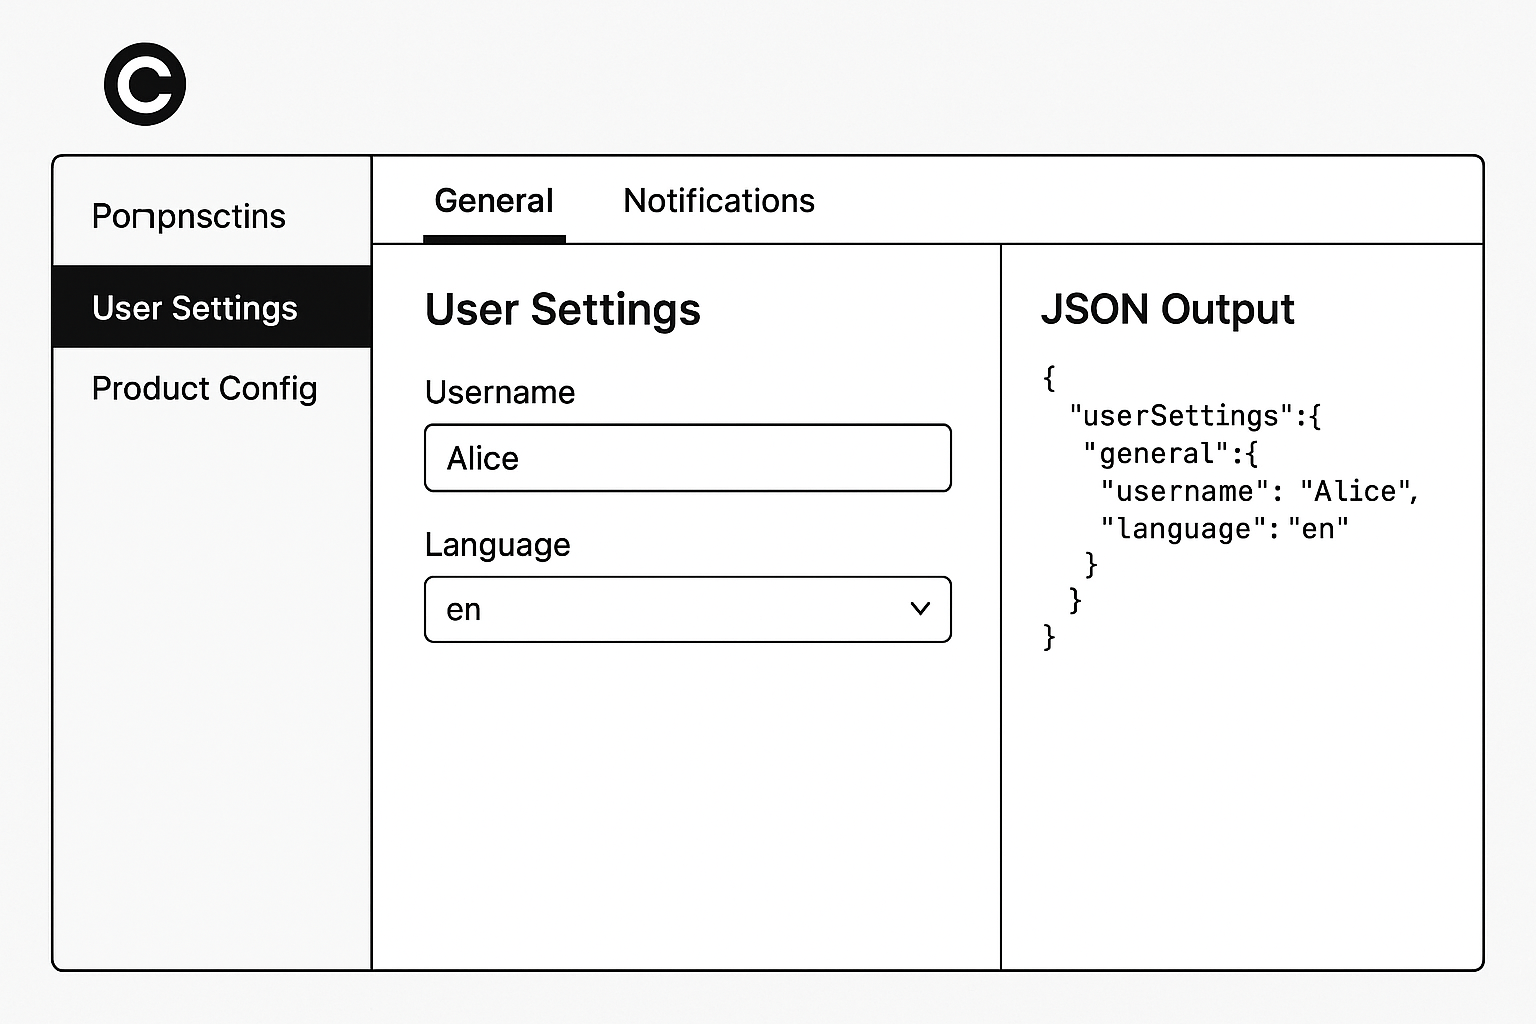 C
User Settings
Product Config
General
Notifications
User Settings
Username
Alice
Language
en
JSON Output
{
"userSettings":{
"general":{
"username": "Alice",
"language":"en"
}
}
}